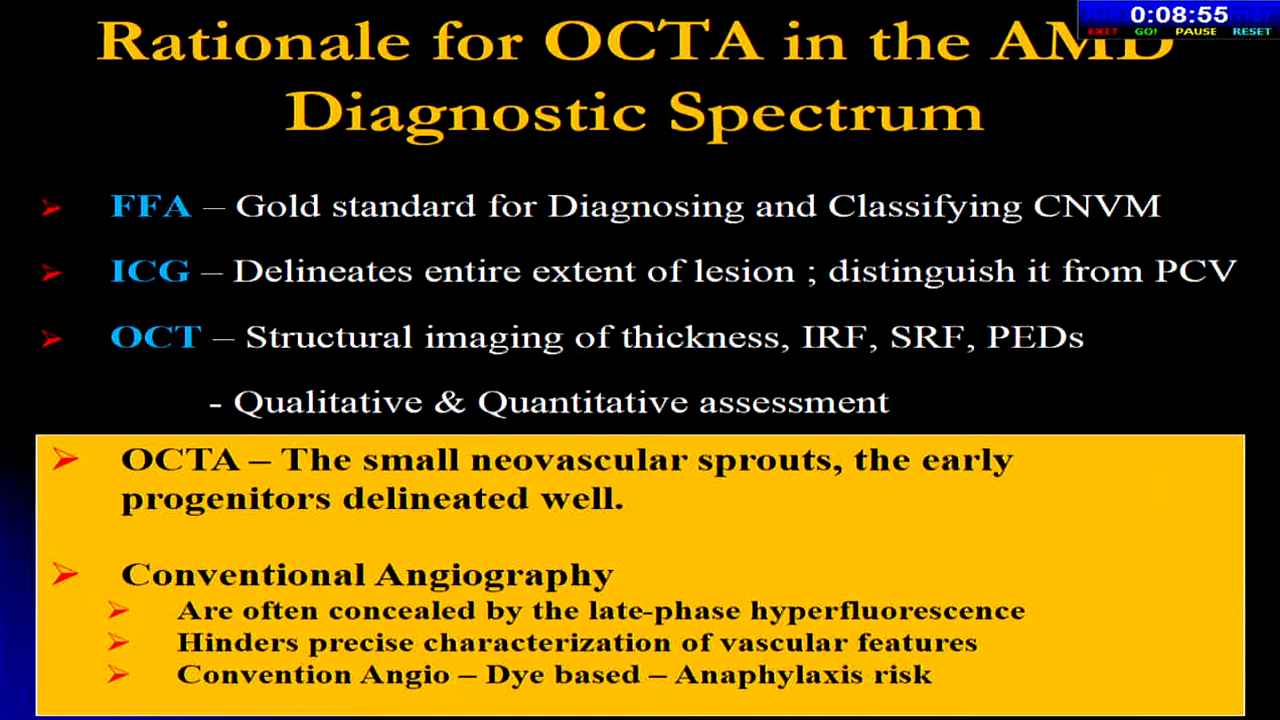 0:08:55
EXIT GO! PAUSE RESET
Rationale for OCTA in the AMD
Diagnostic Spectrum
FFA – Gold standard for Diagnosing and Classifying CNVM
ICG – Delineates entire extent of lesion ; distinguish it from PCV
OCT – Structural imaging of thickness, IRF, SRF, PEDs
- Qualitative & Quantitative assessment
OCTA – The small neovascular sprouts, the early
progenitors delineated well.
Conventional Angiography
Are often concealed by the late-phase hyperfluorescence
Hinders precise characterization of vascular features
Convention Angio – Dye based – Anaphylaxis risk